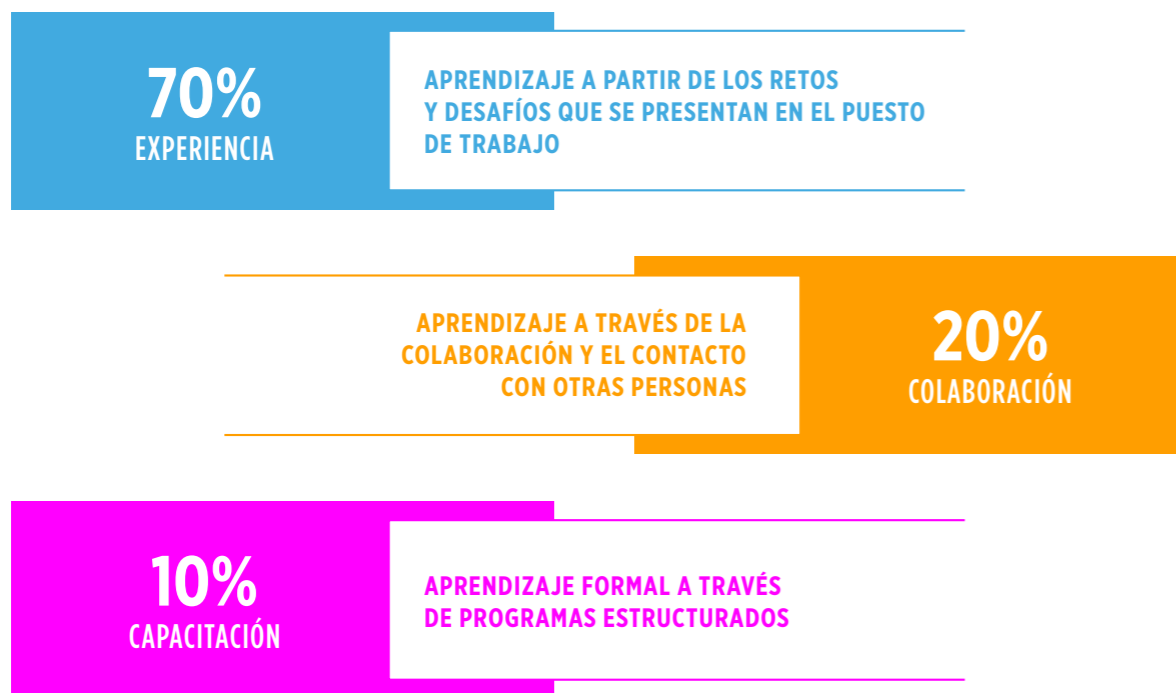 70%
EXPERIENCIA
APRENDIZAJE A PARTIR DE LOS RETOS
Y DESAFÍOS QUE SE PRESENTAN EN EL PUESTO
DE TRABAJO
APRENDIZAJE A TRAVÉS DE LA
COLABORACIÓN Y EL CONTACTO
CON OTRAS PERSONAS
20%
COLABORACIÓN
10%
CAPACITACIÓN
APRENDIZAJE FORMAL A TRAVÉS
DE PROGRAMAS ESTRUCTURADOS